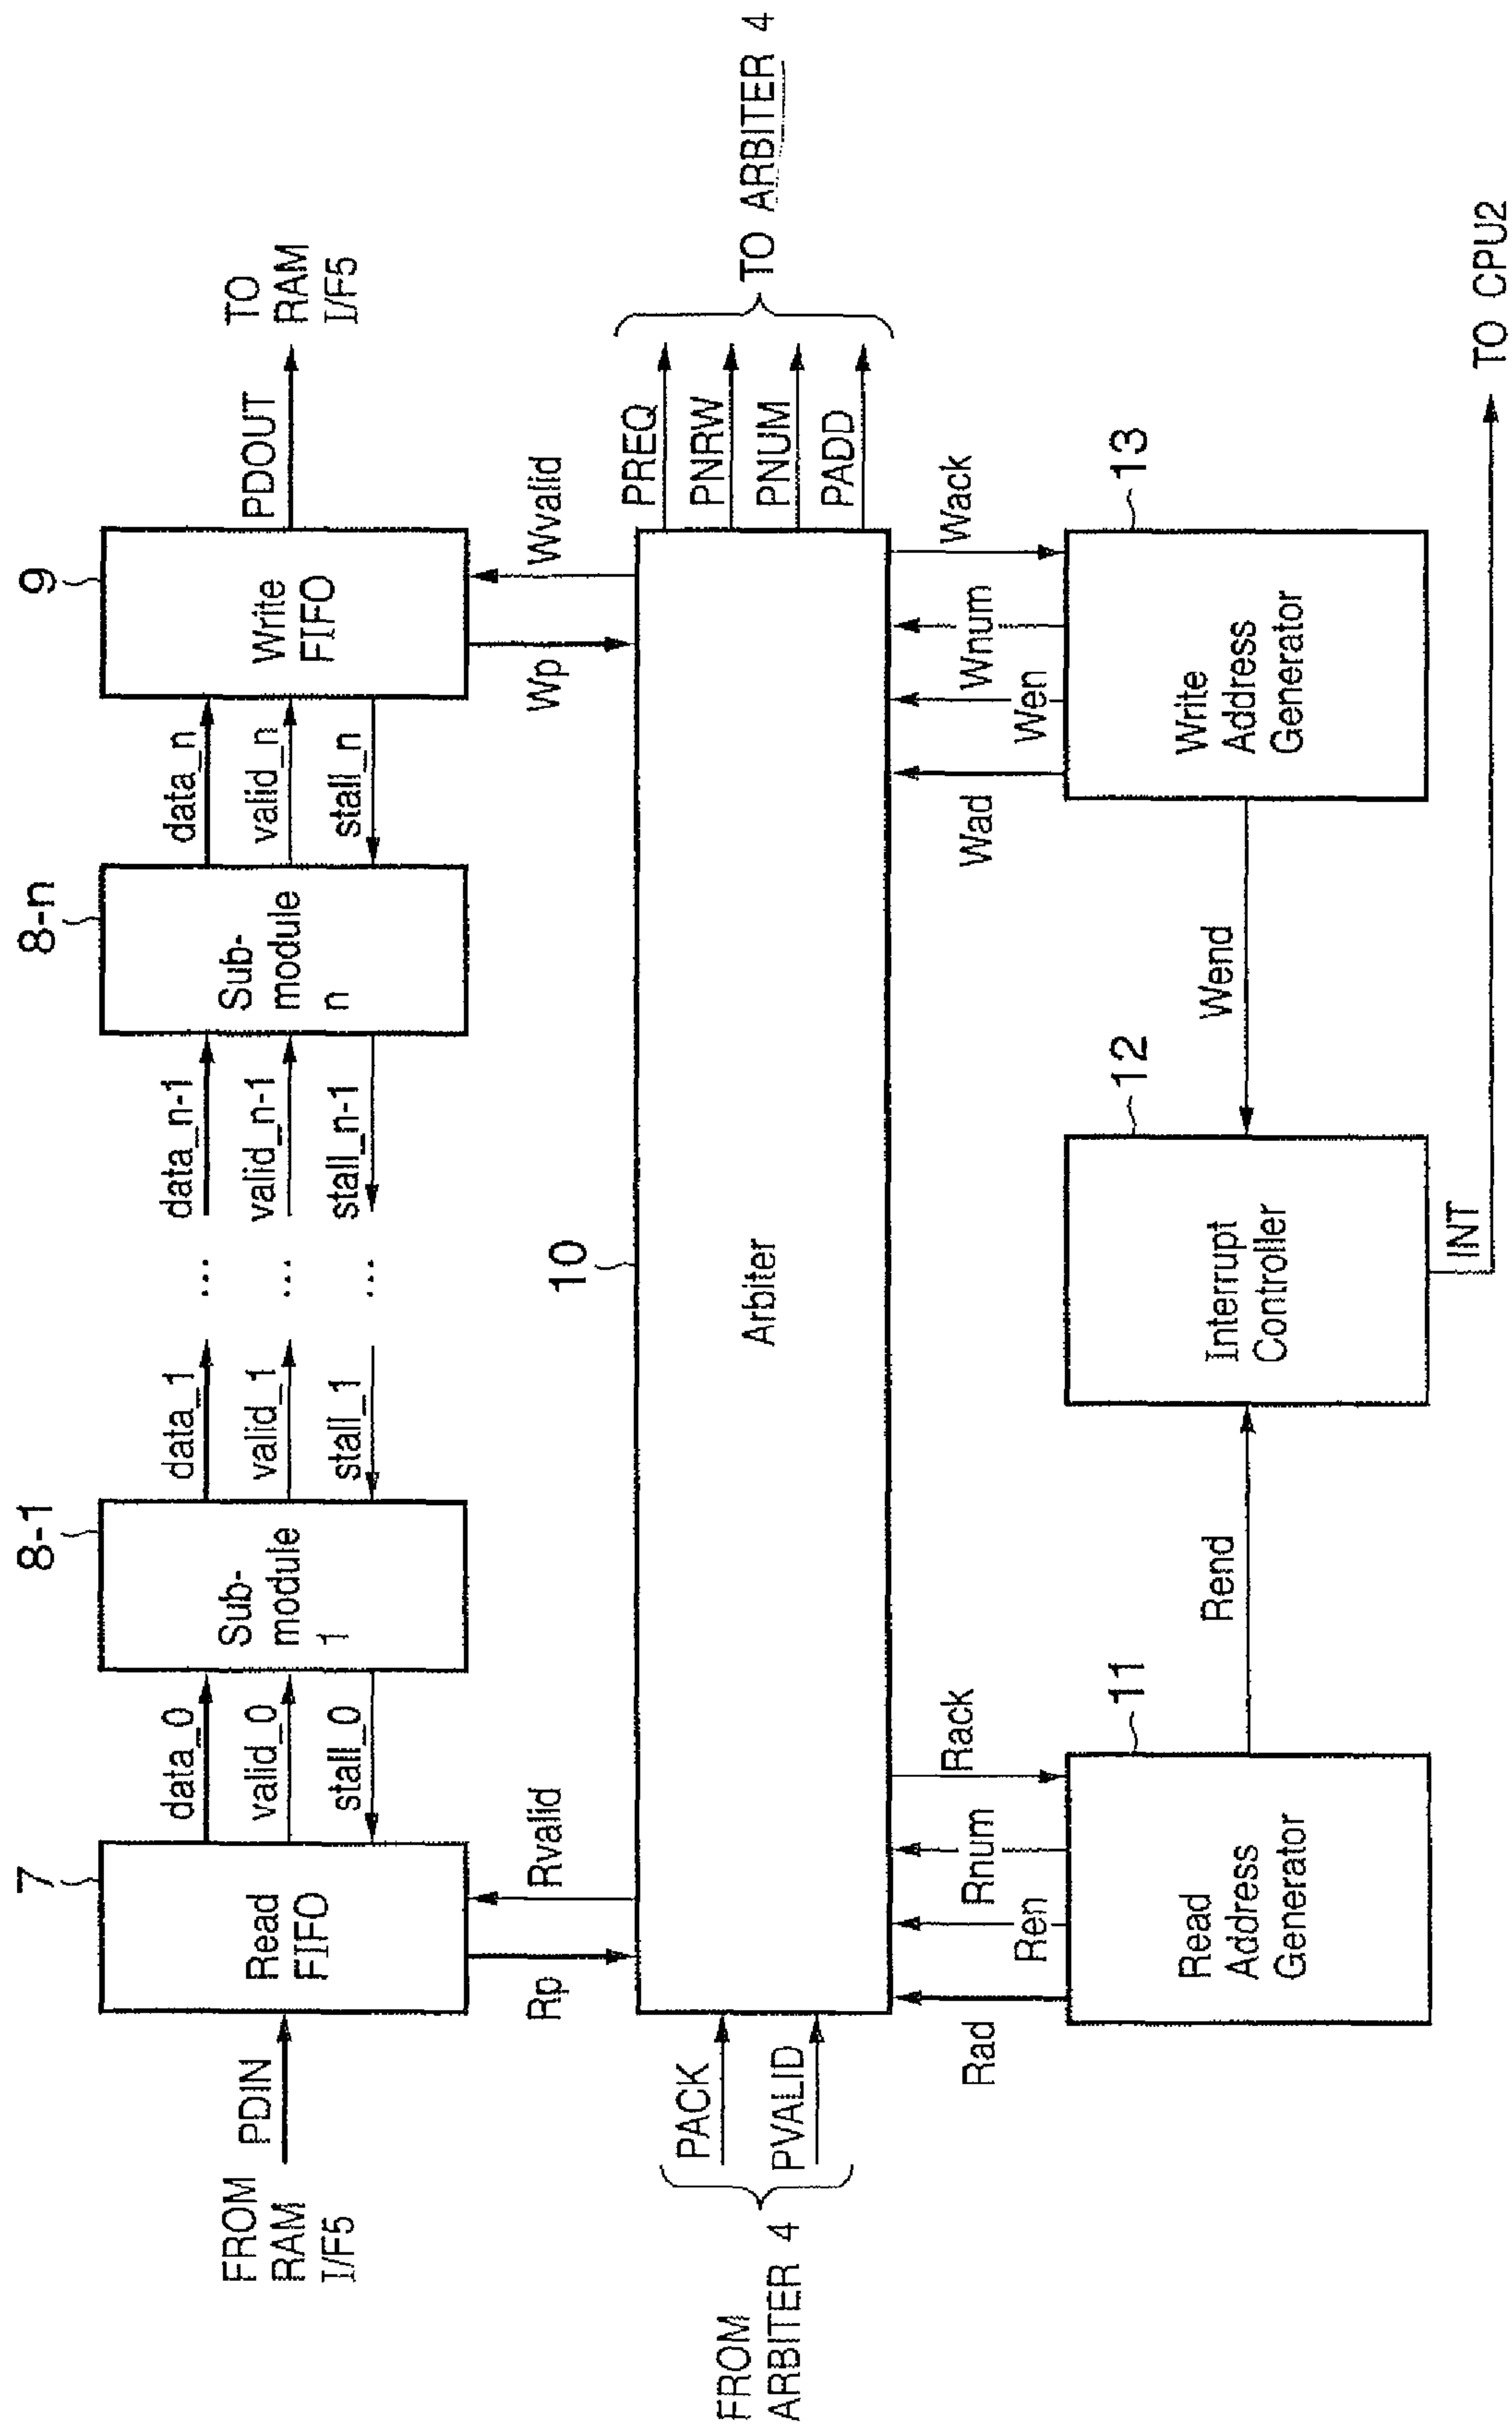 FROM
RAM
I/F5
PDIN
7
Read
FIFO
data_0
valid_0
stall_0
8-1
Sub-
module
1
data_1
valid_1
stall_1
...
...
...
data_n-1
valid_n-1
stall_n-1
8-n
Sub-
module
n
data_n
valid_n
stall_n
9
Write
FIFO
PDOUT
TO
RAM
I/F5
Rp
Rvalid
Wp
Wvalid
10
Arbiter
FROM
ARBITER 4
PACK
PVALID
PREQ
PNRW
PNUM
PADD
TO ARBITER 4
Rad
Ren
Rnum
Rack
Wad
Wen
Wnum
Wack
11
Read
Address
Generator
Rend
12
Interrupt
Controller
Wend
13
Write
Address
Generator
INT
TO CPU2